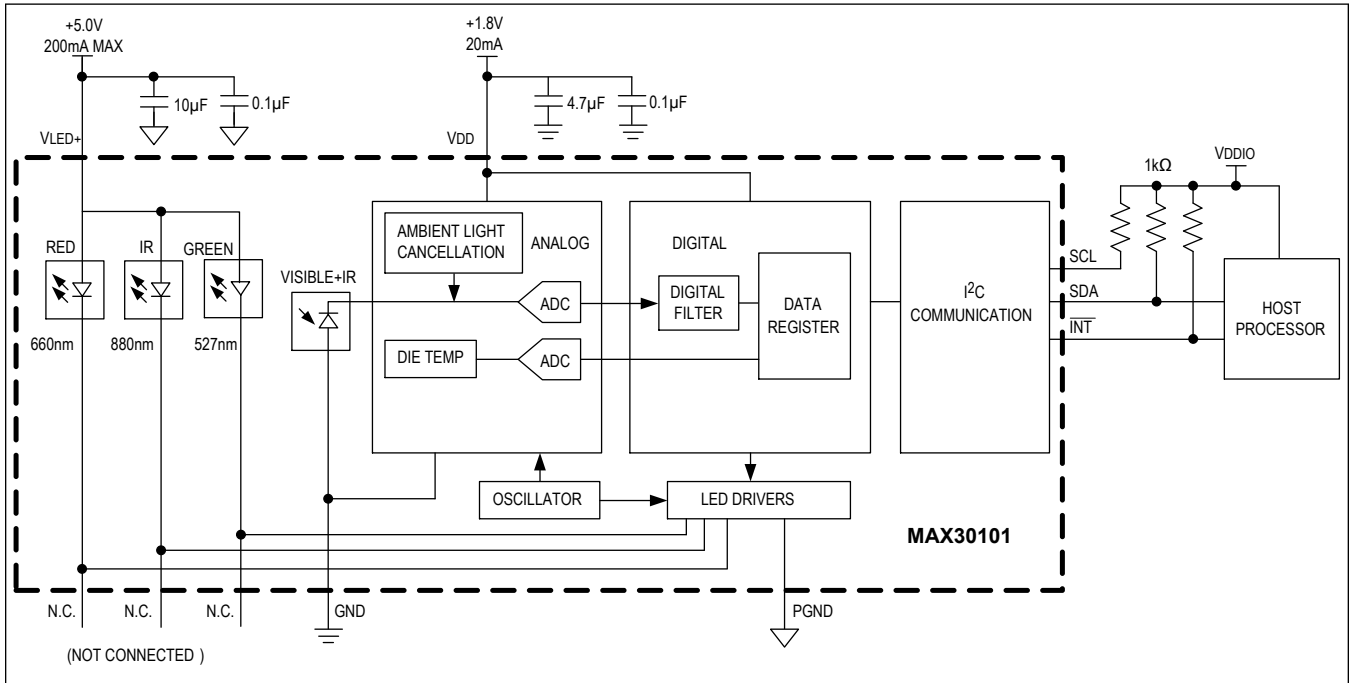 +5.0V
200mA MAX
+1.8V
20mA
10µF
0.1µF
4.7µF
0.1µF
VLED+
VDD
1kΩ
VDDIO
RED
IR
GREEN
VISIBLE+IR
AMBIENT LIGHT
CANCELLATION
ANALOG
ADC
DIE TEMP
ADC
DIGITAL
DIGITAL
FILTER
DATA
REGISTER
I²C
COMMUNICATION
SCL
SDA
INT
HOST
PROCESSOR
660nm
880nm
527nm
OSCILLATOR
LED DRIVERS
MAX30101
N.C.
N.C.
N.C.
GND
PGND
(NOT CONNECTED )